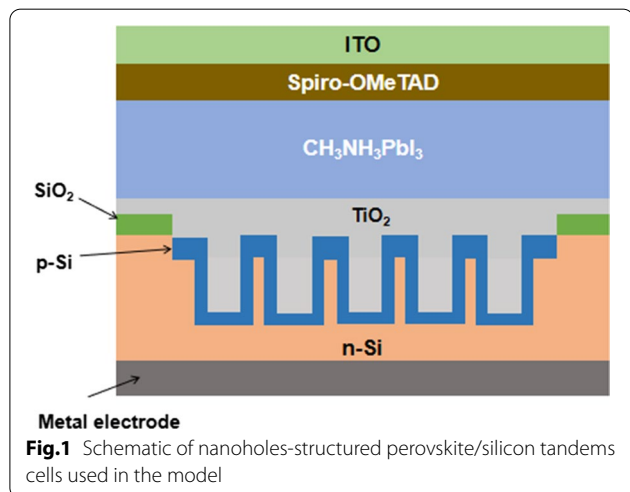 ITO
Spiro-OMeTAD
CH₃NH₃PbI₃
SiO₂
TiO₂
p-Si
n-Si
Metal electrode
Fig.1 Schematic of nanoholes-structured perovskite/silicon tandems
cells used in the model